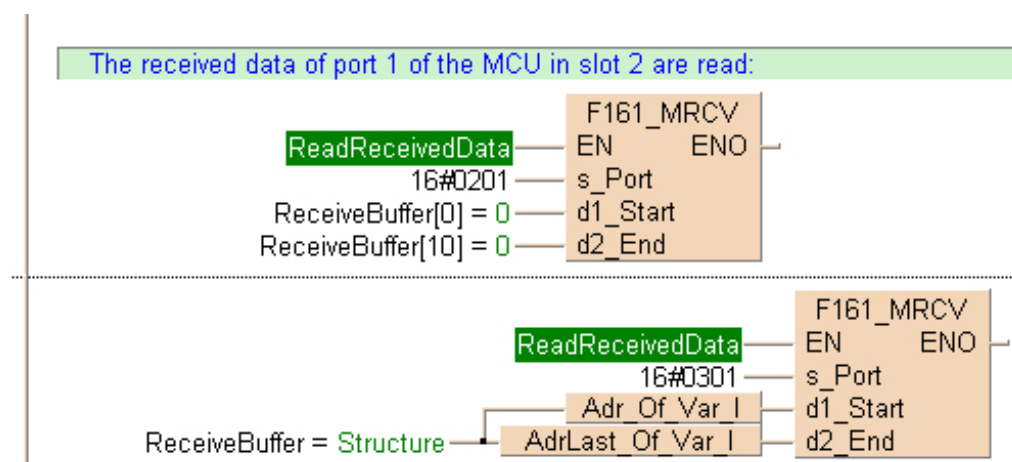 The received data of port 1 of the MCU in slot 2 are read:
F161_MRCV
ReadReceivedData EN ENO
16#0201 s_Port
ReceiveBuffer[0] = 0 d1_Start
ReceiveBuffer[10] = 0 d2_End
F161_MRCV
ReadReceivedData EN ENO
16#0301 s_Port
Adr_Of_Var_I d1_Start
ReceiveBuffer = Structure AdrLast_Of_Var_I d2_End